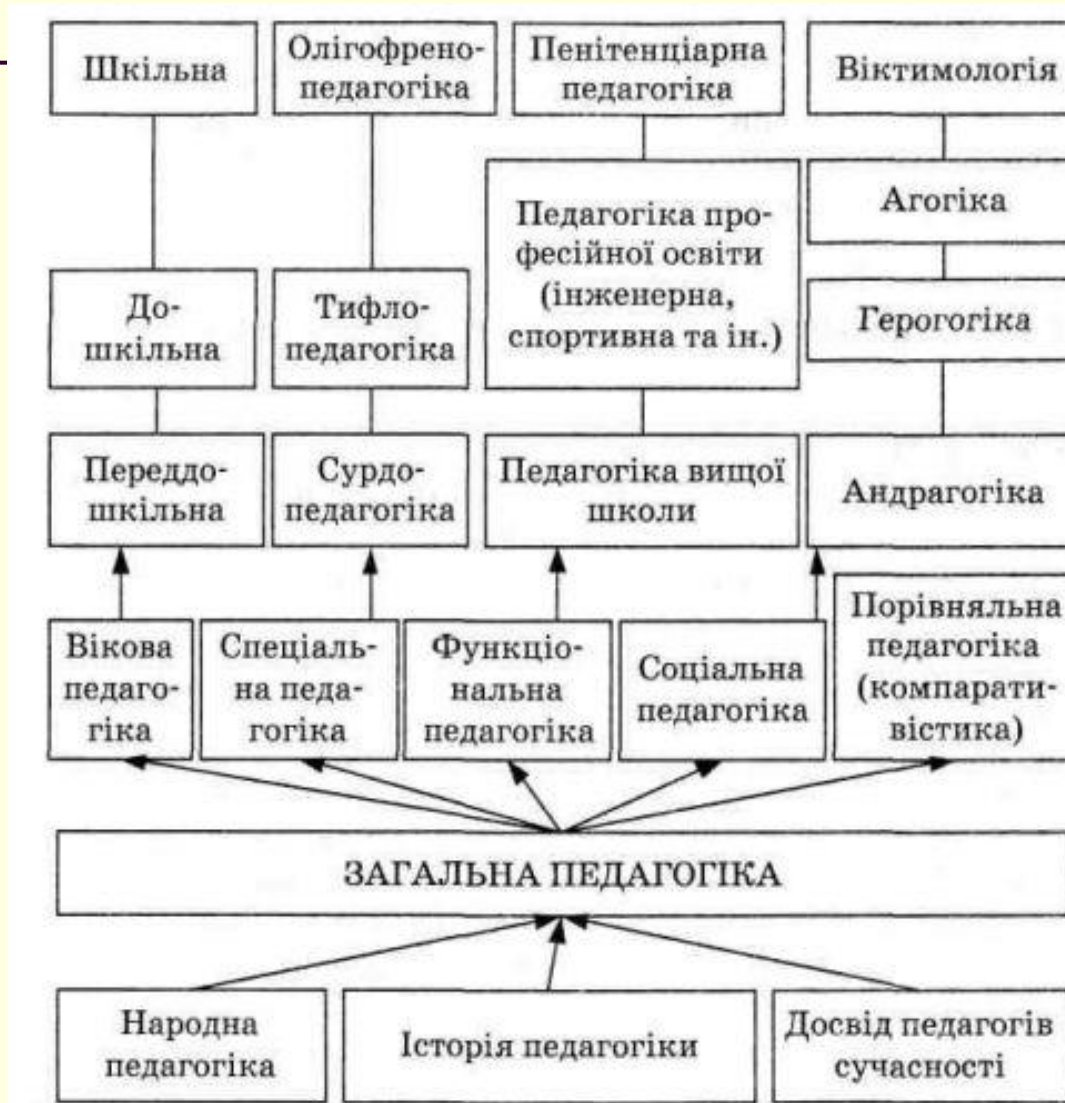 Шкільна
Олігофрено-
педагогіка
Пенітенціарна
педагогіка
Віктимологія
Педагогіка про-
фесійної освіти
(інженерна,
спортивна та ін.)
Агогіка
До-
шкільна
Тифло-
педагогіка
Герогогіка
Переддо-
шкільна
Сурдо-
педагогіка
Педагогіка вищої
школи
Андрагогіка
Вікова
педаго-
гіка
Спеціаль-
на педа-
гогіка
Функціо-
нальна
педагогіка
Соціальна
педагогіка
Порівняльна
педагогіка
(компарати-
вістика)
ЗАГАЛЬНА ПЕДАГОГІКА
Народна
педагогіка
Історія педагогіки
Досвід педагогів
сучасності